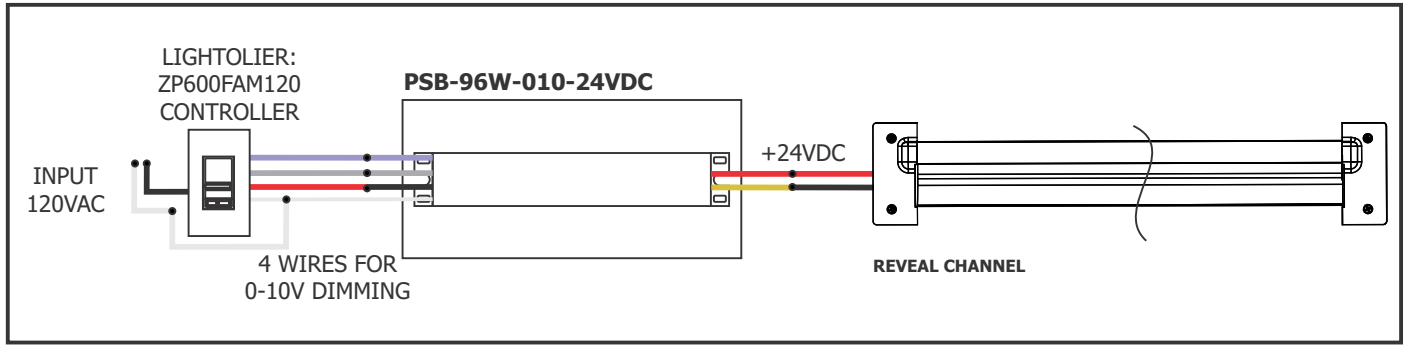 LIGHTOLIER:
ZP600FAM120
CONTROLLER
PSB-96W-010-24VDC
INPUT
120VAC
+24VDC
4 WIRES FOR
0-10V DIMMING
REVEAL CHANNEL